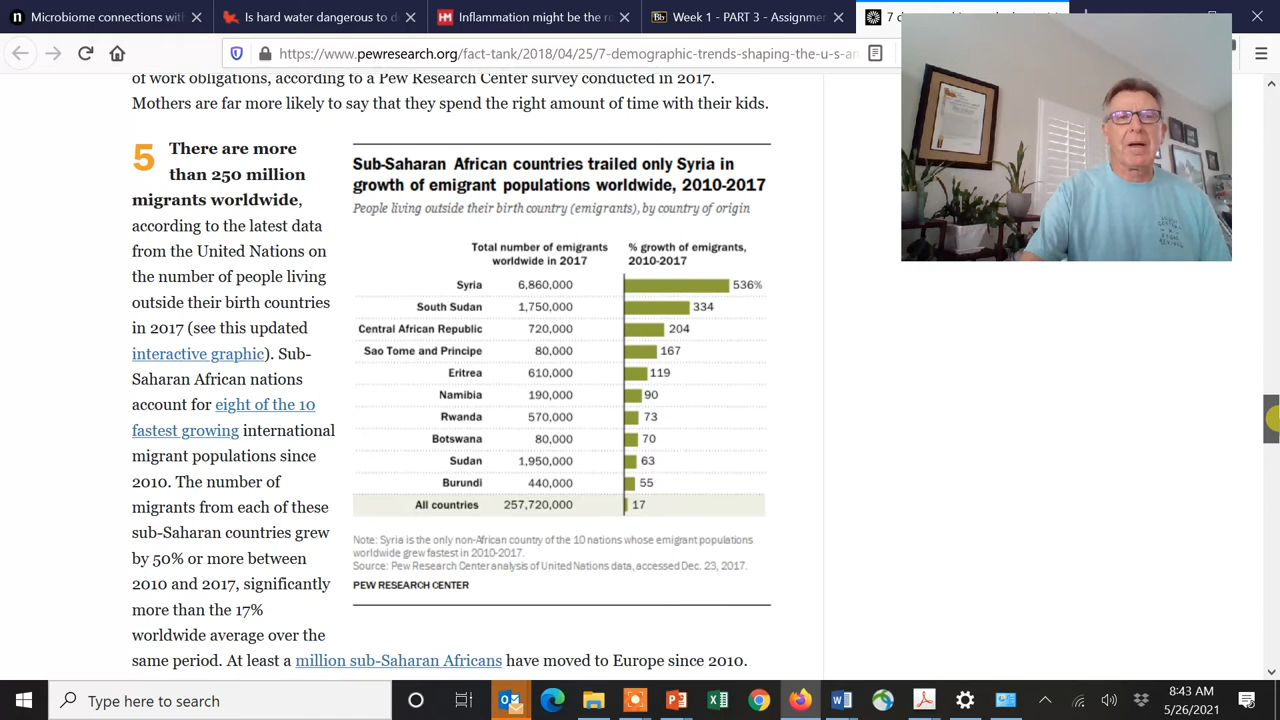 Microbiome connections wit
Is hard water dangerous to d
Inflammation might be the r
Week 1 - PART 3 - Assignme
https://www.pewresearch.org/fact-tank/2018/04/25/7-demographic-trends-shaping-the-u-s-an
of work obligations, according to a Pew Research Center survey conducted in 2017.
Mothers are far more likely to say that they spend the right amount of time with their kids.
5 There are more
than 250 million
migrants worldwide,
according to the latest data
from the United Nations on
the number of people living
outside their birth countries
in 2017 (see this updated
interactive graphic). Sub-
Saharan African nations
account for eight of the 10
fastest growing international
migrant populations since
2010. The number of
migrants from each of these
sub-Saharan countries grew
by 50% or more between
2010 and 2017, significantly
more than the 17%
worldwide average over the
same period. At least a million sub-Saharan Africans have moved to Europe since 2010.
Sub-Saharan African countries trailed only Syria in
growth of emigrant populations worldwide, 2010-2017
People living outside their birth country (emigrants), by country of origin
Total number of emigrants % growth of emigrants,
worldwide in 2017 2010-2017
Syria 6,860,000 536%
South Sudan 1,750,000 334
Central African Republic 720,000 204
Sao Tome and Principe 80,000 167
Eritrea 610,000 119
Namibia 190,000 90
Rwanda 570,000 73
Botswana 80,000 70
Sudan 1,950,000 63
Burundi 440,000 55
All countries 257,720,000 17
Note: Syria is the only non-African country of the 10 nations whose emigrant populations
worldwide grew fastest in 2010-2017.
Source: Pew Research Center analysis of United Nations data, accessed Dec. 23, 2017.
PEW RESEARCH CENTER
Type here to search
8:43 AM
5/26/2021